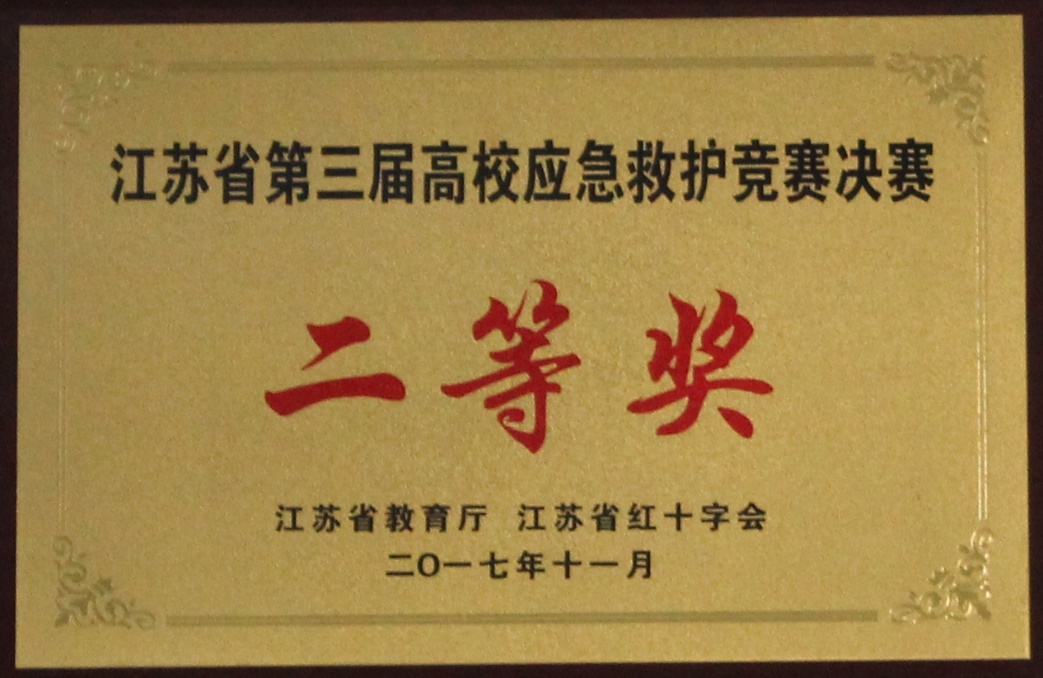 江苏省第三届高校应急救护竞赛决赛
二等奖
江苏省教育厅 江苏省红十字会
二〇一七年十一月